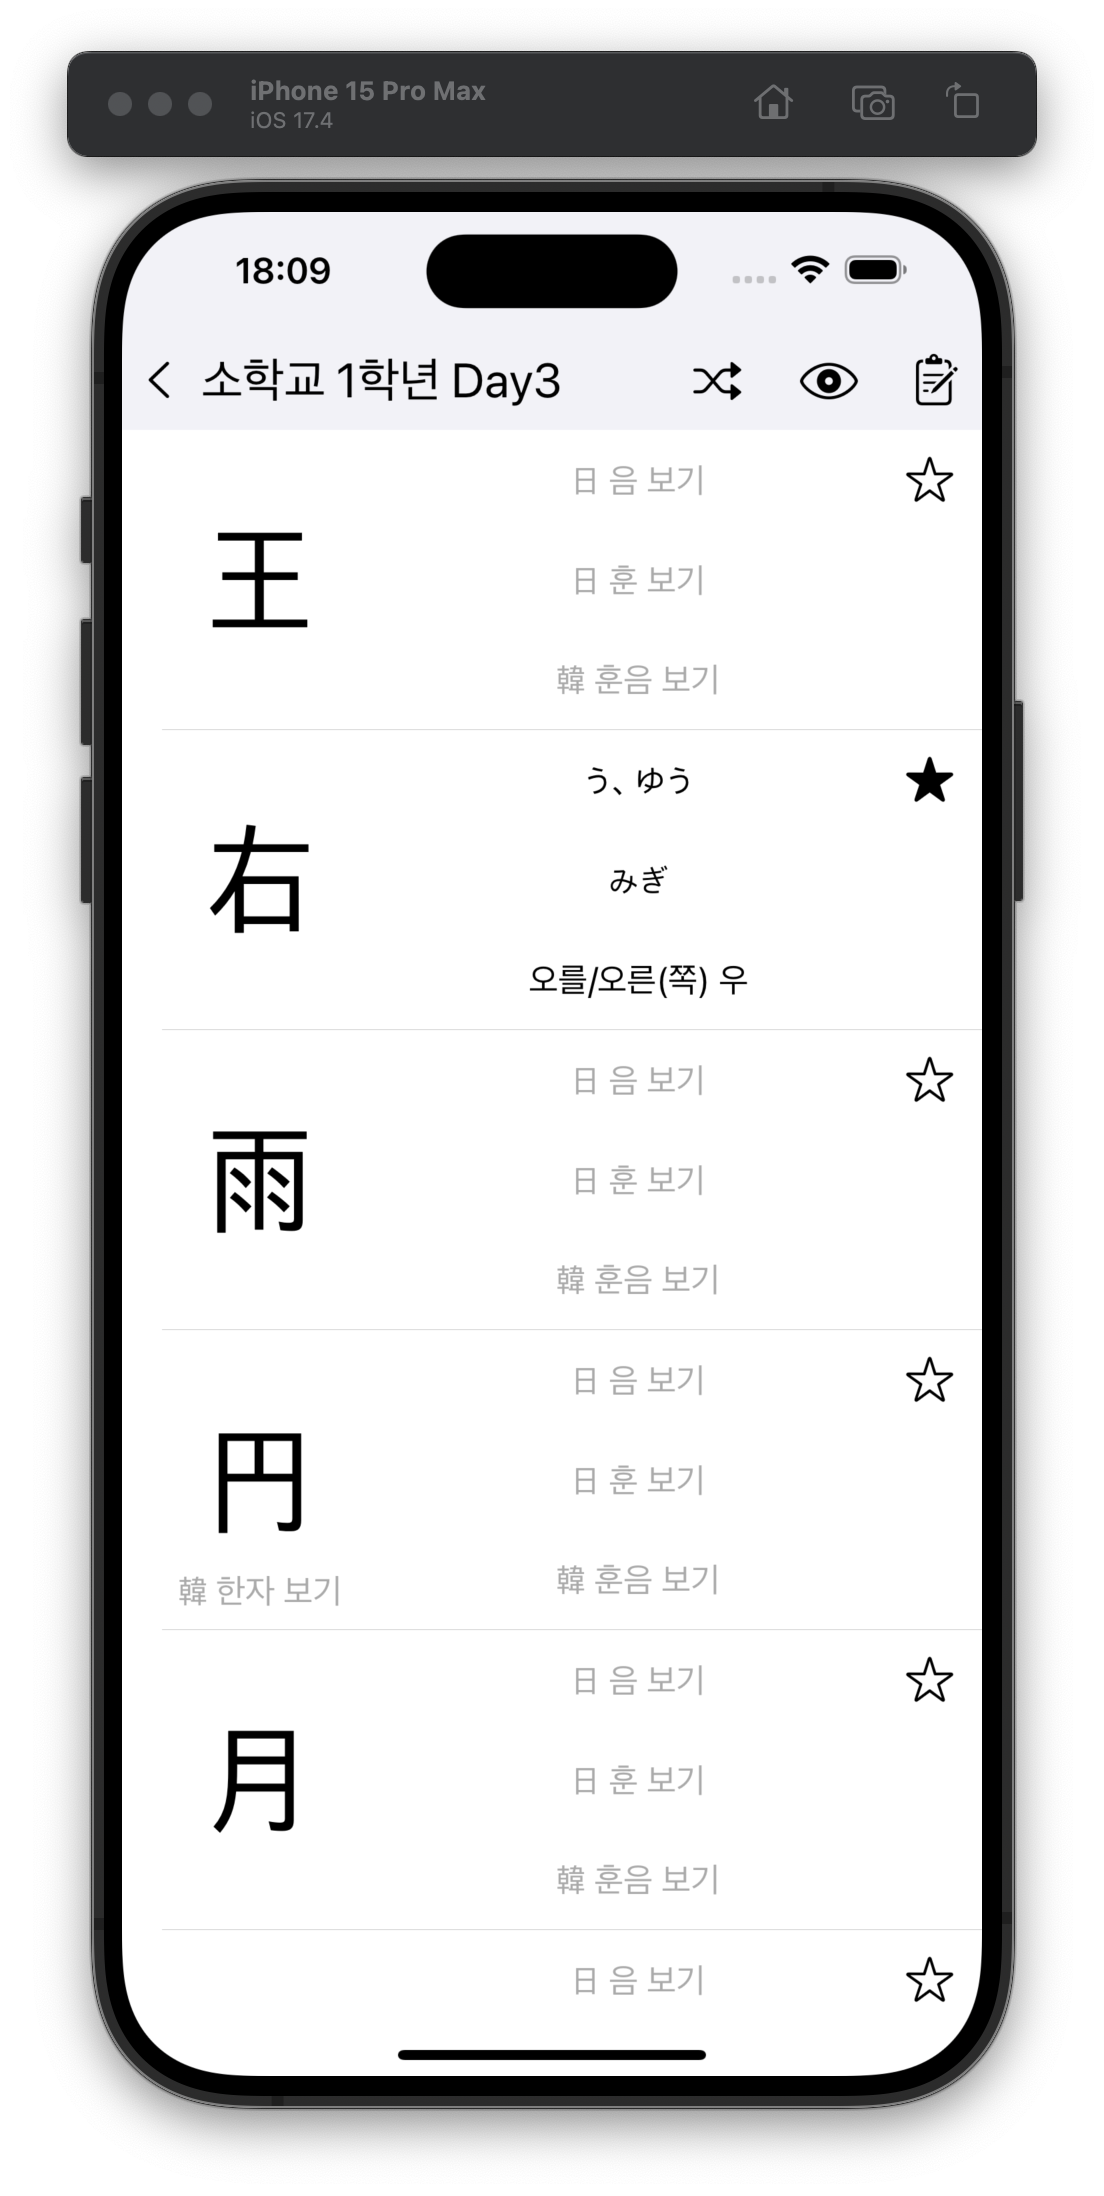 iPhone 15 Pro Max
iOS 17.4
18:09
소학교 1학년 Day3
王
日 음 보기
日 훈 보기
韓 훈음 보기
右
う、ゆう
みぎ
오를/오른(쪽) 우
雨
日 음 보기
日 훈 보기
韓 훈음 보기
円
韓 한자 보기
日 음 보기
日 훈 보기
韓 훈음 보기
月
日 음 보기
日 훈 보기
韓 훈음 보기
日 음 보기